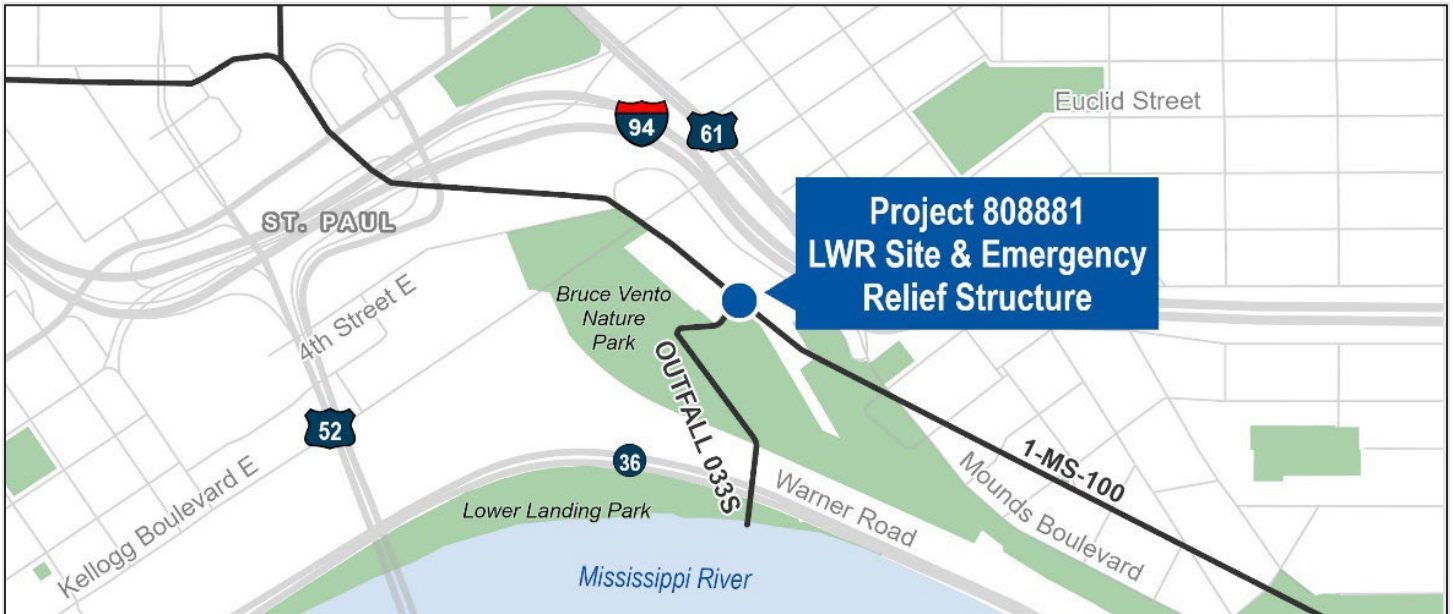 Euclid Street
94
61
Project 808881
LWR Site & Emergency
Relief Structure
ST. PAUL
4th Street E
Bruce Vento
Nature
Park
OUTFALL 033S
52
36
1-MS-100
Kellogg Boulevard E
Lower Landing Park
Warner Road
Mounds Boulevard
Mississippi River